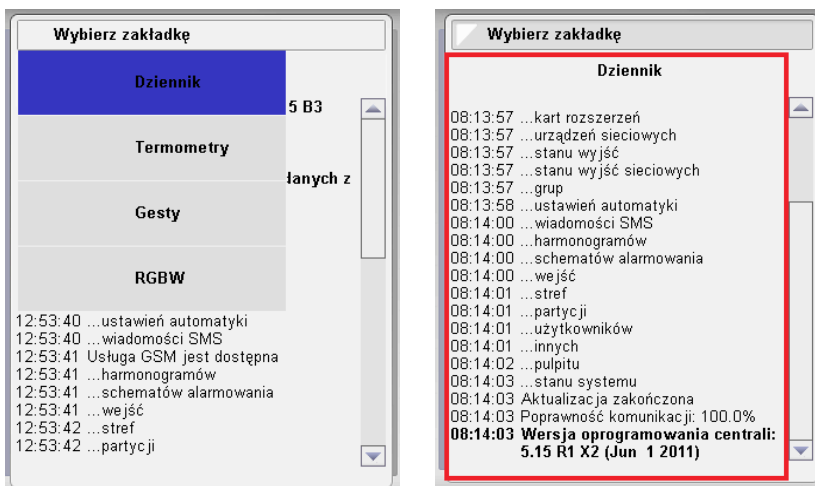 Wybierz zakładkę
Dziennik
5 B3
Termometry
danych z
Gesty
RGBW
12:53:40 ...ustawień automatyki
12:53:40 ...wiadomości SMS
12:53:41 Usługa GSM jest dostępna
12:53:41 ...harmonogramów
12:53:41 ...schematów alarmowania
12:53:41 ...wejść
12:53:42 ...stref
12:53:42 ...partycji
Wybierz zakładkę
Dziennik
08:13:57 ...kart rozszerzeń
08:13:57 ...urządzeń sieciowych
08:13:57 ...stanu wyjść
08:13:57 ...stanu wyjść sieciowych
08:13:57 ...grup
08:13:58 ...ustawień automatyki
08:14:00 ...wiadomości SMS
08:14:00 ...harmonogramów
08:14:00 ...schematów alarmowania
08:14:00 ...wejść
08:14:01 ...stref
08:14:01 ...partycji
08:14:01 ...użytkowników
08:14:01 ...innych
08:14:02 ...pulpitu
08:14:03 ...stanu systemu
08:14:03 Aktualizacja zakończona
08:14:03 Poprawność komunikacji: 100.0%
08:14:03 Wersja oprogramowania centrali:
5.15 R1 X2 (Jun 1 2011)